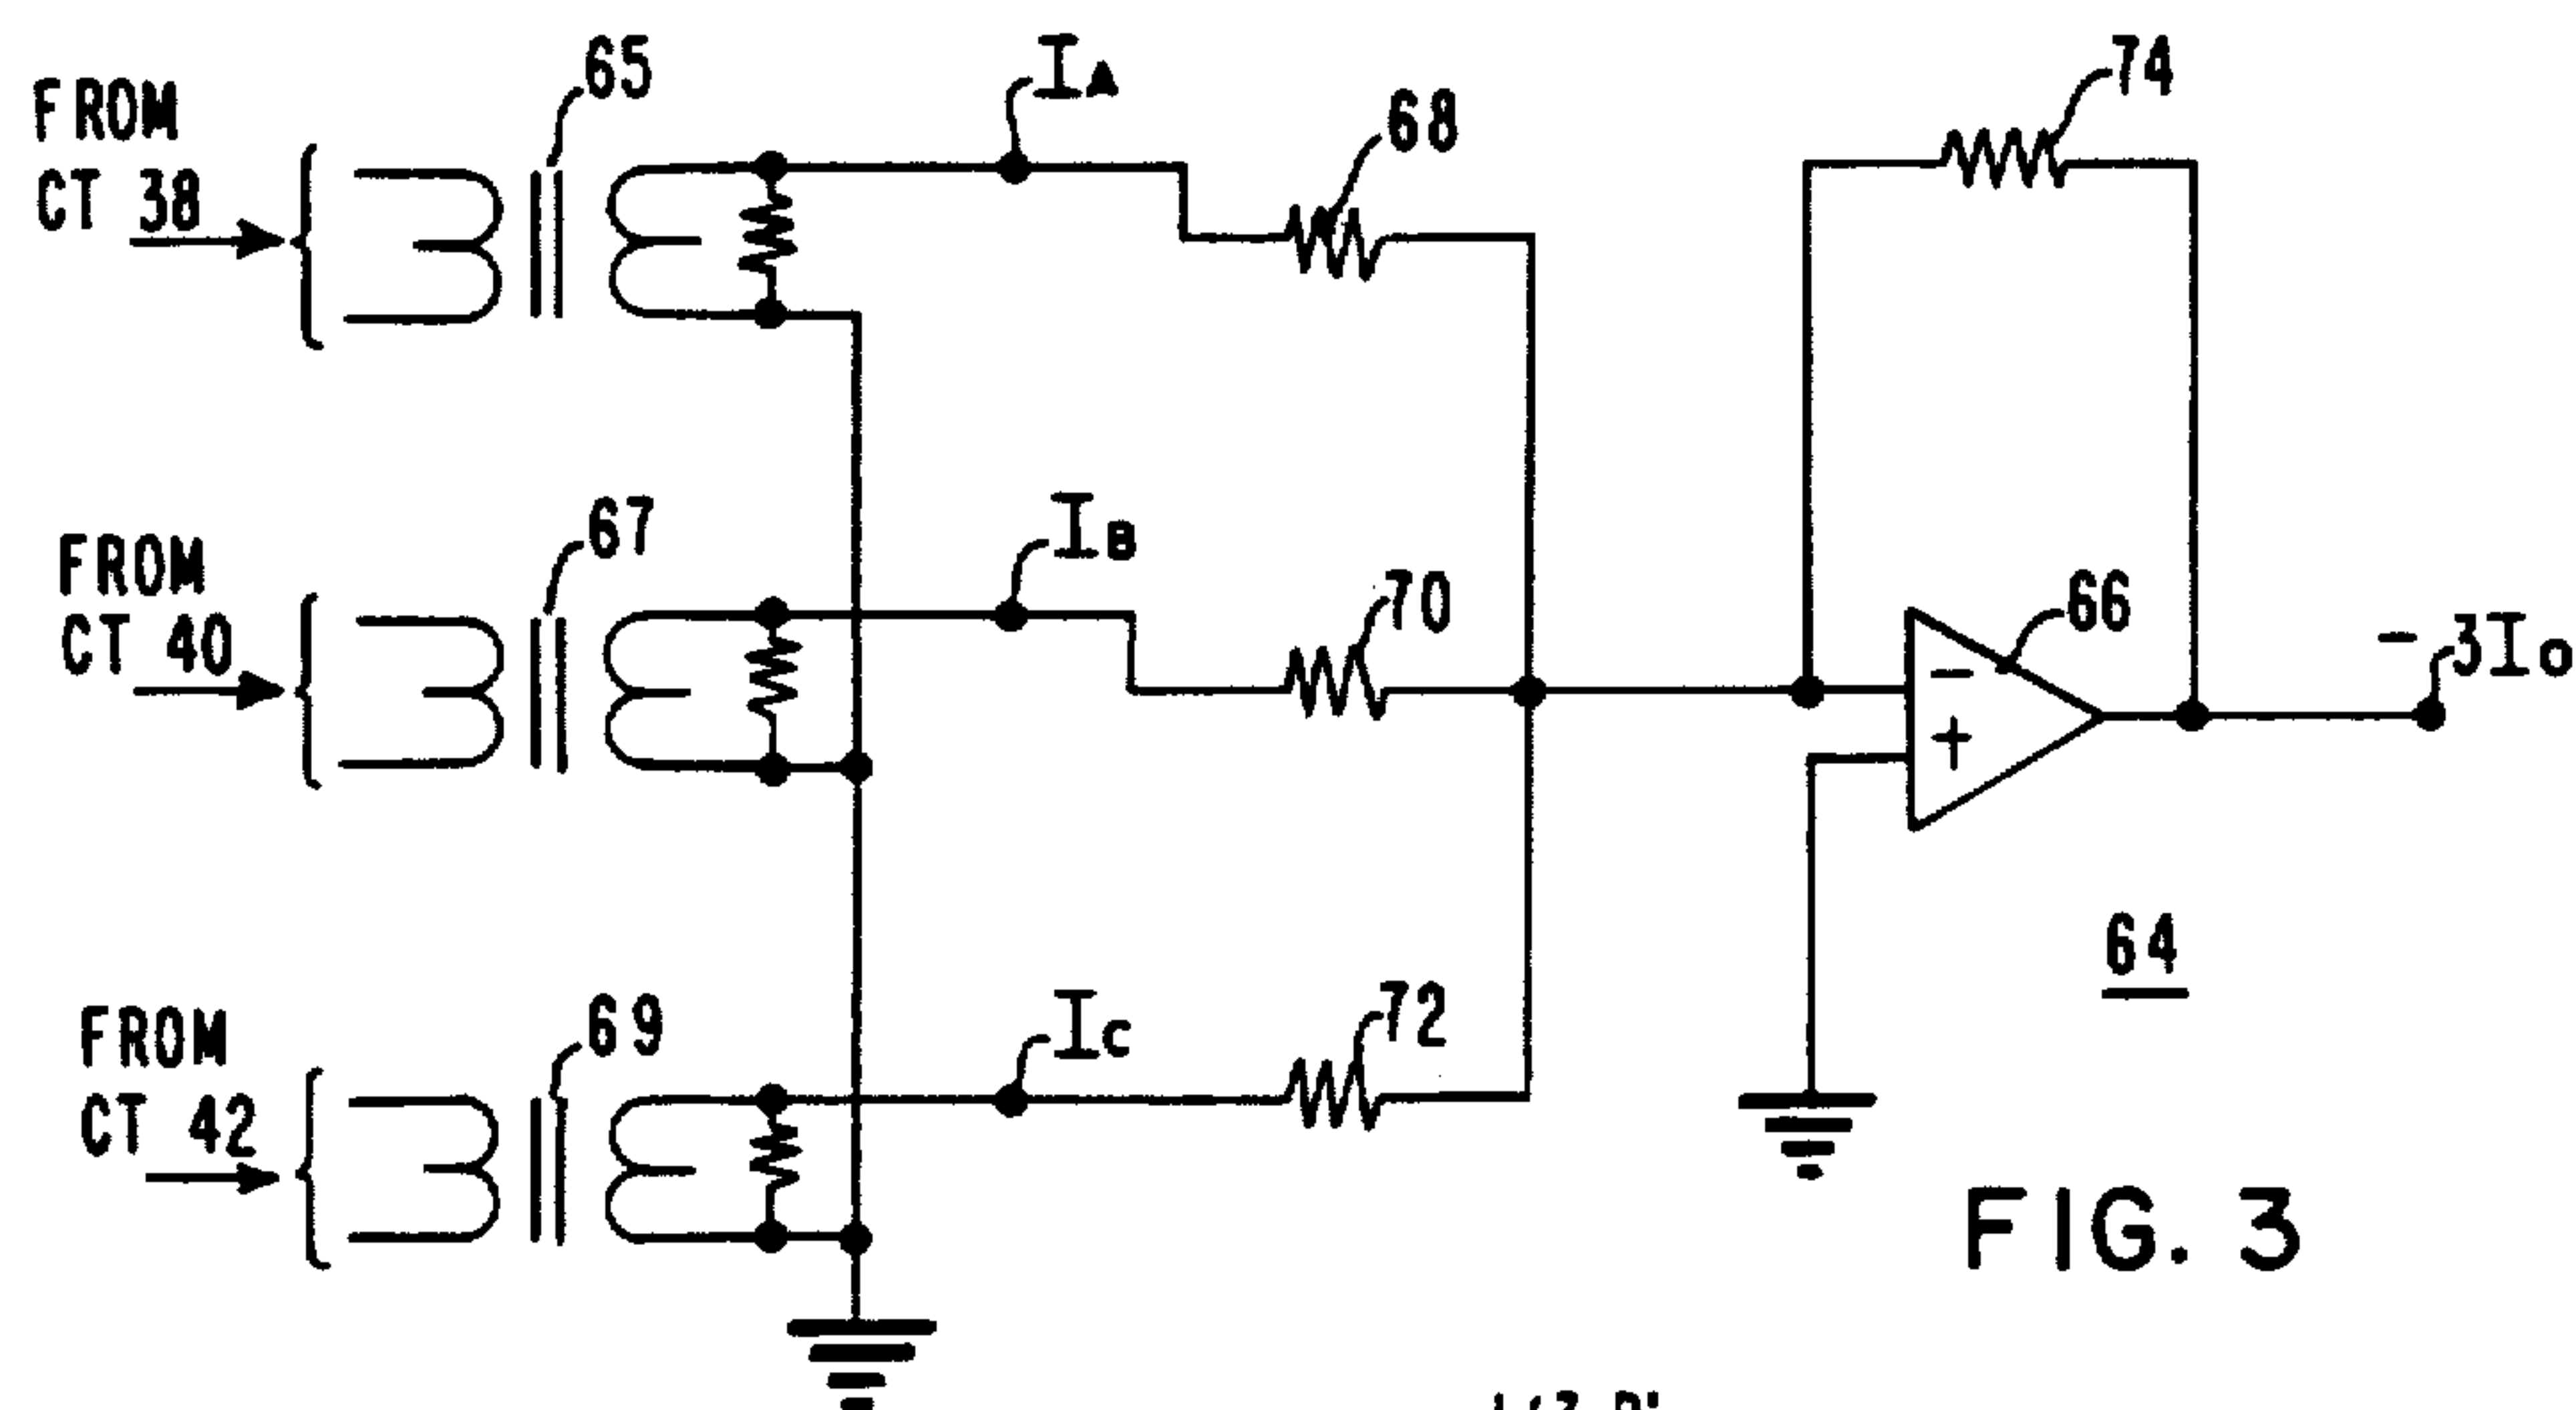 FROM
CT 38
65
IA
68
74
FROM
CT 40
67
IB
70
66
- 3Io
FROM
CT 42
69
IC
72
64
-
+
FIG. 3